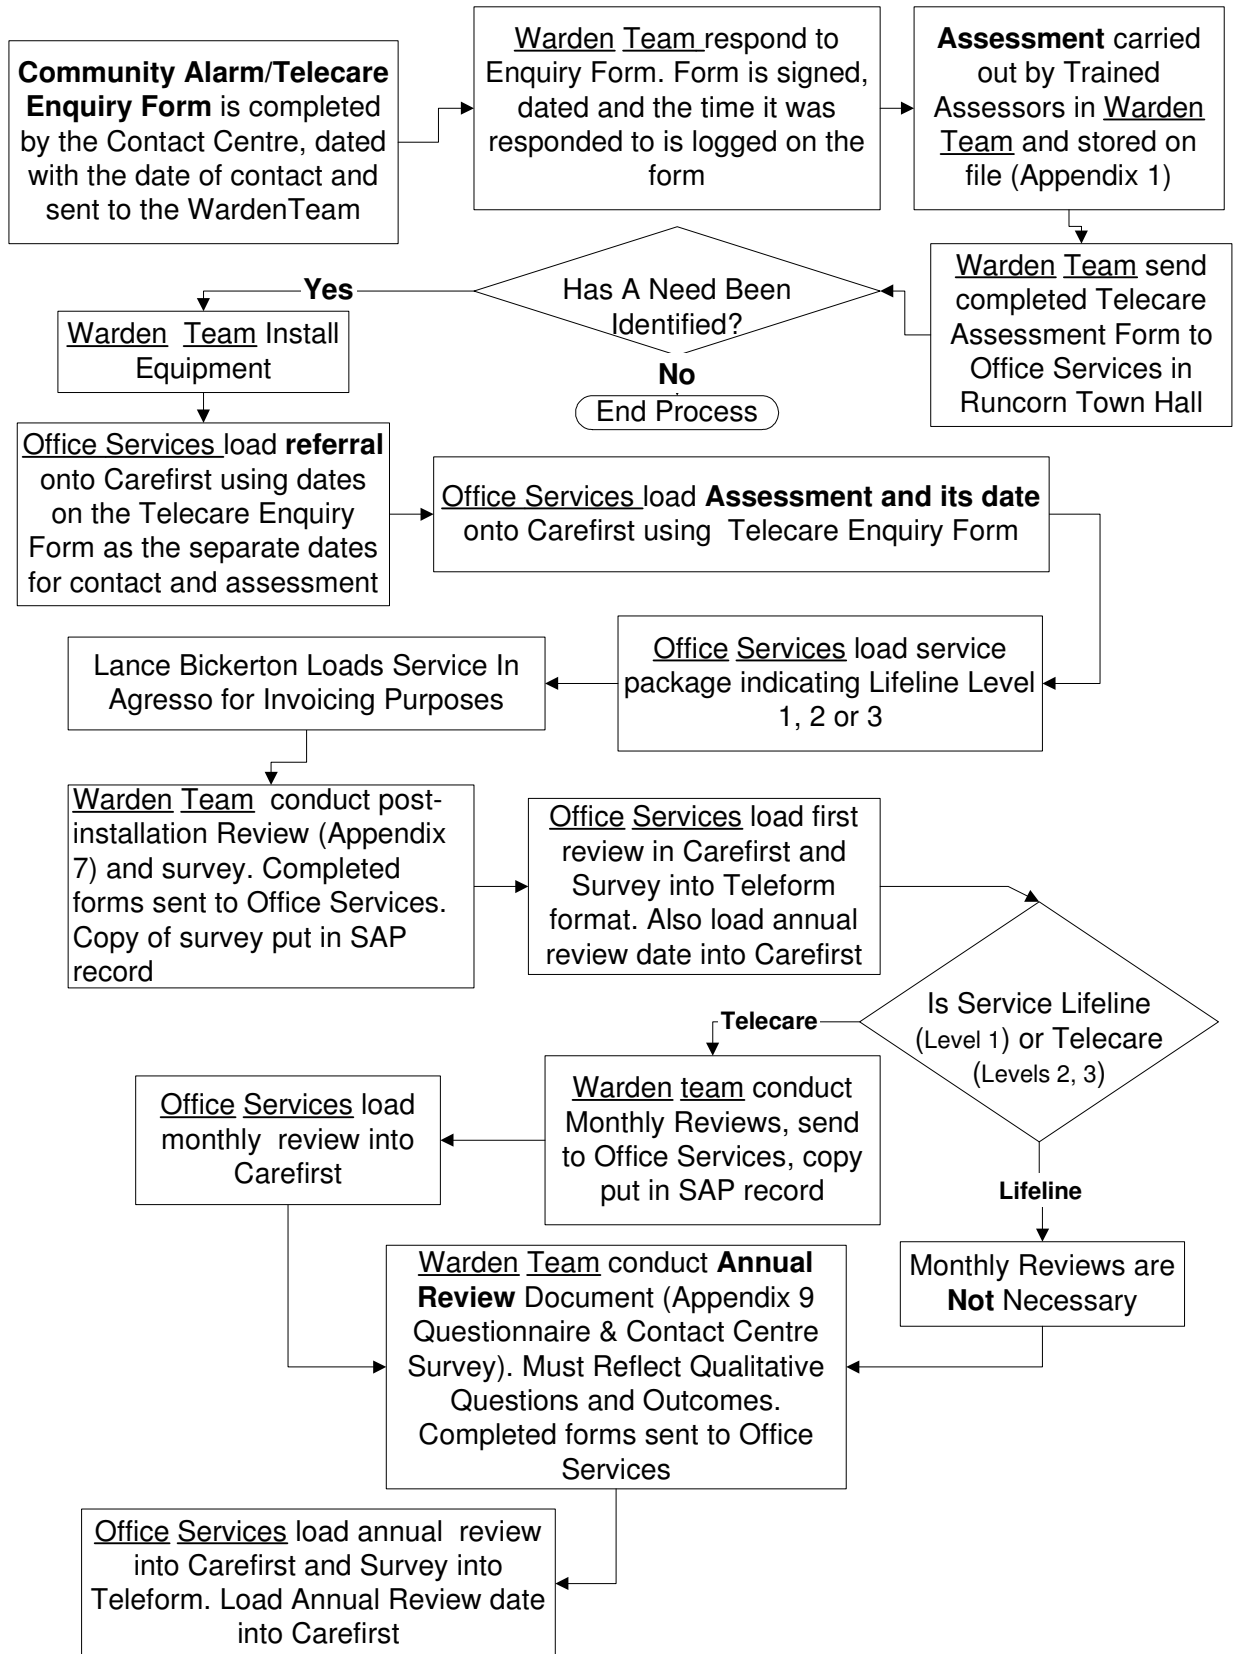 Community Alarm/Telecare
Enquiry Form is completed
by the Contact Centre, dated
with the date of contact and
sent to the WardenTeam
Warden Team respond to
Enquiry Form. Form is signed,
dated and the time it was
responded to is logged on the
form
Assessment carried
out by Trained
Assessors in Warden
Team and stored on
file (Appendix 1)
Warden Team send
completed Telecare
Assessment Form to
Office Services in
Runcorn Town Hall
Has A Need Been
Identified?
Yes
No
End Process
Warden Team Install
Equipment
Office Services load referral
onto Carefirst using dates
on the Telecare Enquiry
Form as the separate dates
for contact and assessment
Office Services load Assessment and its date
onto Carefirst using Telecare Enquiry Form
Office Services load service
package indicating Lifeline Level
1, 2 or 3
Lance Bickerton Loads Service In
Agresso for Invoicing Purposes
Warden Team conduct post-
installation Review (Appendix
7) and survey. Completed
forms sent to Office Services.
Copy of survey put in SAP
record
Office Services load first
review in Carefirst and
Survey into Teleform
format. Also load annual
review date into Carefirst
Is Service Lifeline
(Level 1) or Telecare
(Levels 2, 3)
Telecare
Warden team conduct
Monthly Reviews, send
to Office Services, copy
put in SAP record
Office Services load
monthly review into
Carefirst
Lifeline
Monthly Reviews are
Not Necessary
Warden Team conduct Annual
Review Document (Appendix 9
Questionnaire & Contact Centre
Survey). Must Reflect Qualitative
Questions and Outcomes.
Completed forms sent to Office
Services
Office Services load annual review
into Carefirst and Survey into
Teleform. Load Annual Review date
into Carefirst